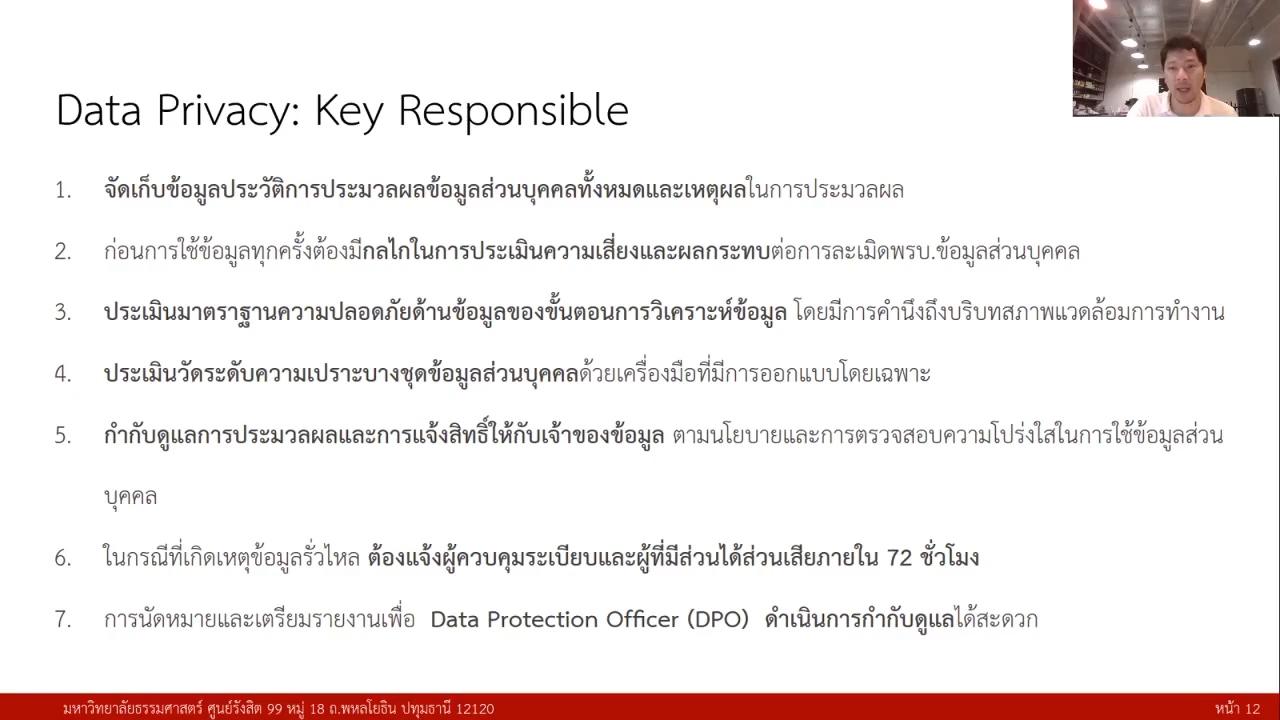 Data Privacy: Key Responsible
1. จัดเก็บข้อมูลประวัติการประมวลผลข้อมูลส่วนบุคคลทั้งหมดและเหตุผลในการประมวลผล
2. ก่อนการใช้ข้อมูลทุกครั้งต้องมีกลไกในการประเมินความเสี่ยงและผลกระทบต่อการละเมิดพรบ.ข้อมูลส่วนบุคคล
3. ประเมินมาตราฐานความปลอดภัยด้านข้อมูลของขั้นตอนการวิเคราะห์ข้อมูล โดยมีการคำนึงถึงบริบทสภาพแวดล้อมการทำงาน
4. ประเมินวัดระดับความเปราะบางชุดข้อมูลส่วนบุคคลด้วยเครื่องมือที่มีการออกแบบโดยเฉพาะ
5. กำกับดูแลการประมวลผลและการแจ้งสิทธิ์ให้กับเจ้าของข้อมูล ตามนโยบายและการตรวจสอบความโปร่งใสในการใช้ข้อมูลส่วน
บุคคล
6. ในกรณีที่เกิดเหตุข้อมูลรั่วไหล ต้องแจ้งผู้ควบคุมระเบียบและผู้ที่มีส่วนได้ส่วนเสียภายใน 72 ชั่วโมง
7. การนัดหมายและเตรียมรายงานเพื่อ Data Protection Officer (DPO) ดำเนินการกำกับดูแลได้สะดวก
มหาวิทยาลัยธรรมศาสตร์ ศูนย์รังสิต 99 หมู่ 18 ถ.พหลโยธิน ปทุมธานี 12120
หน้า 12